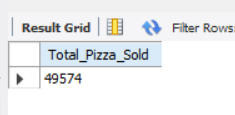 Result Grid Filter Rows:
Total_Pizza_Sold
49574